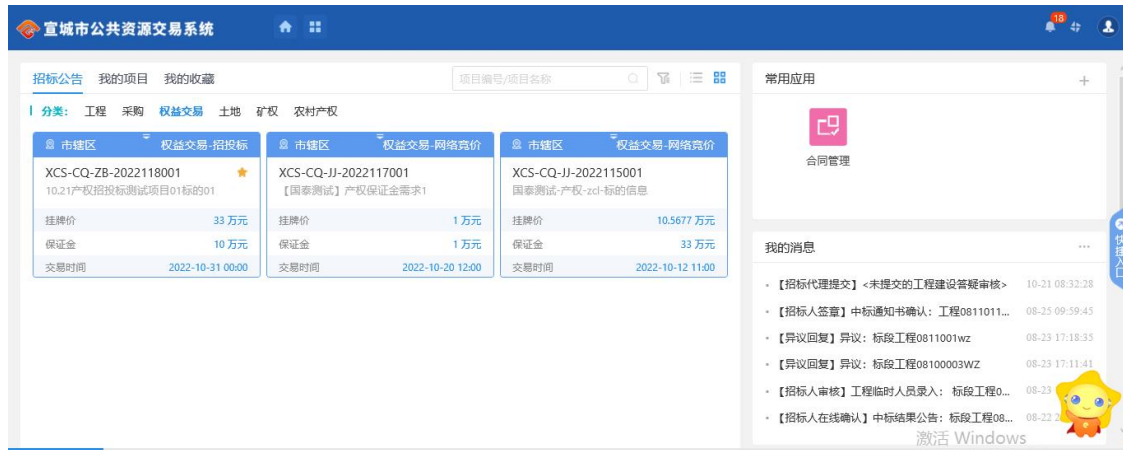 宣城市公共资源交易系统
18
招标公告 我的项目 我的收藏
项目编号/项目名称
分类: 工程 采购 权益交易 土地 矿权 农村产权
市辖区 权益交易-招投标
XCS-CQ-ZB-2022118001
10.21产权招投标测试项目01标的01
挂牌价 33 万元
保证金 10 万元
交易时间 2022-10-31 00:00
市辖区 权益交易-网络竞价
XCS-CQ-JJ-2022117001
【国泰测试】产权保证金需求1
挂牌价 1 万元
保证金 1 万元
交易时间 2022-10-20 12:00
市辖区 权益交易-网络竞价
XCS-CQ-JJ-2022115001
国泰测试-产权-zcl-标的信息
挂牌价 10.5677 万元
保证金 33 万元
交易时间 2022-10-12 11:00
常用应用
合同管理
我的消息
【招标代理提交】<未提交的工程建设答疑审核> 10-21 08:32:28
【招标人签章】中标通知书确认：工程0811011... 08-25 09:59:45
【异议回复】异议：标段工程0811001wz 08-23 17:18:35
【异议回复】异议：标段工程08100003WZ 08-23 17:11:41
【招标人审核】工程临时人员录入： 标段工程0... 08-23
【招标人在线确认】中标结果公告：标段工程08... 08-22
快捷入口
激活 Windows